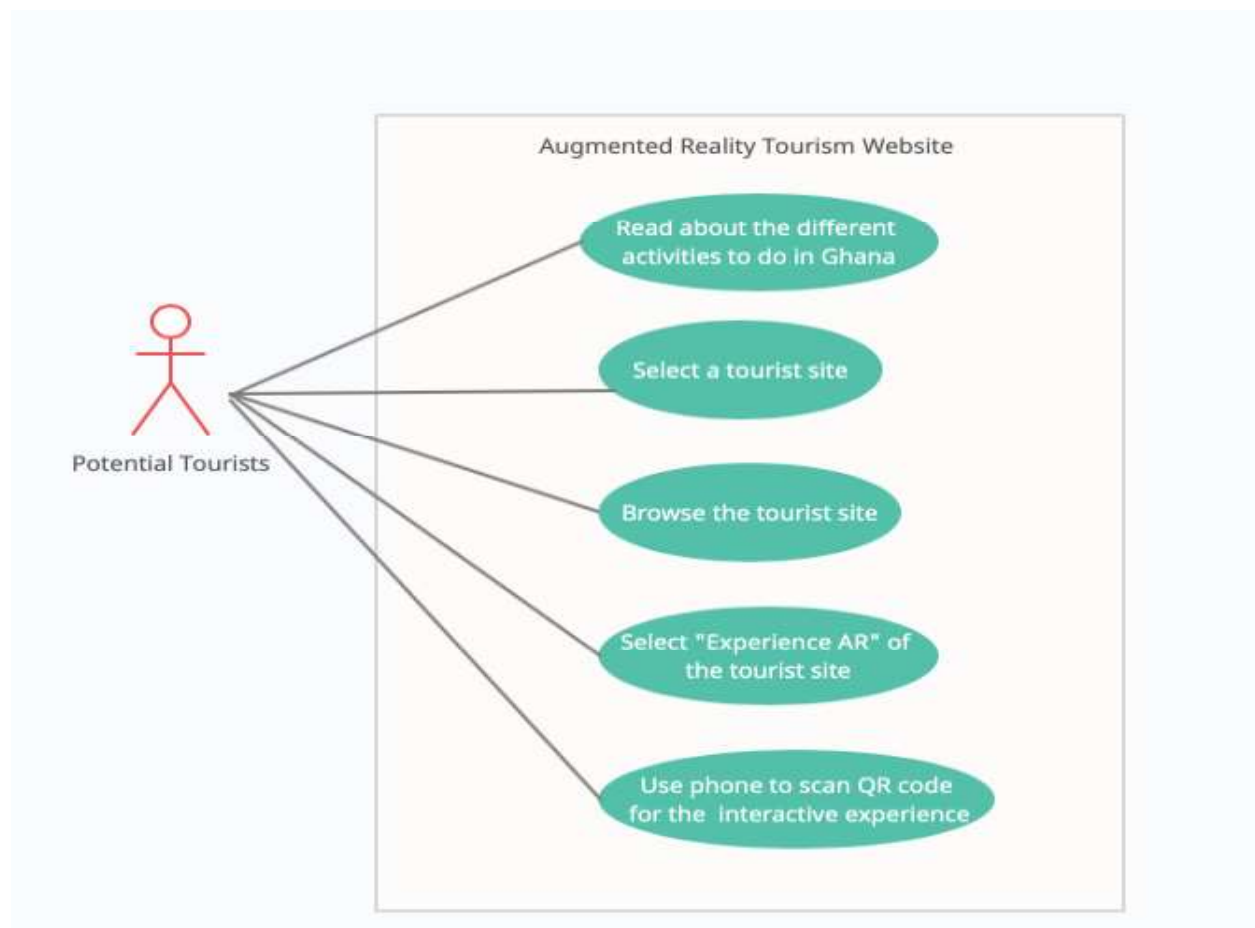 Augmented Reality Tourism Website
Read about the different
activities to do in Ghana
Select a tourist site
Potential Tourists
Browse the tourist site
Select "Experience AR" of
the tourist site
Use phone to scan QR code
for the interactive experience